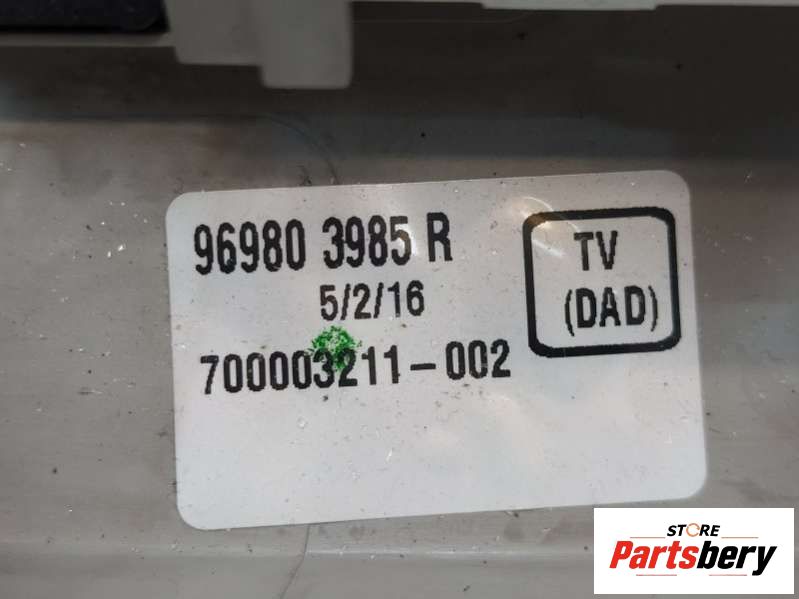 96980 3985 R
5/2/16
700003211-002
TV
(DAD)
STORE
Partsbery